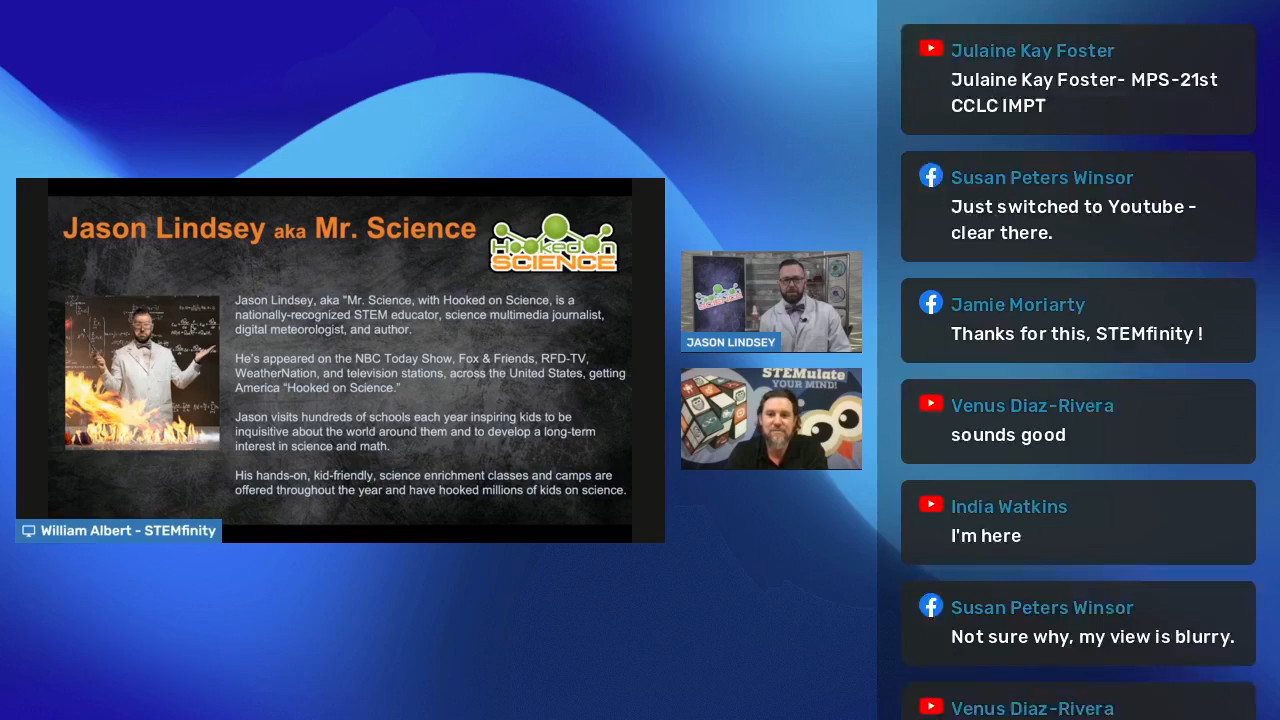 Jason Lindsey aka Mr. Science
Hooked On
SCIENCE
Jason Lindsey, aka "Mr. Science, with Hooked on Science, is a
nationally-recognized STEM educator, science multimedia journalist,
digital meteorologist, and author.
He's appeared on the NBC Today Show, Fox & Friends, RFD-TV,
WeatherNation, and television stations, across the United States, getting
America “Hooked on Science.”
Jason visits hundreds of schools each year inspiring kids to be
inquisitive about the world around them and to develop a long-term
interest in science and math.
His hands-on, kid-friendly, science enrichment classes and camps are
offered throughout the year and have hooked millions of kids on science.
William Albert - STEMfinity
JASON LINDSEY
STEMulate
YOUR MIND!
Julaine Kay Foster
Julaine Kay Foster- MPS-21st
CCLC IMPT
Susan Peters Winsor
Just switched to Youtube -
clear there.
Jamie Moriarty
Thanks for this, STEMfinity !
Venus Diaz-Rivera
sounds good
India Watkins
I'm here
Susan Peters Winsor
Not sure why, my view is blurry.
Venus Diaz-Rivera